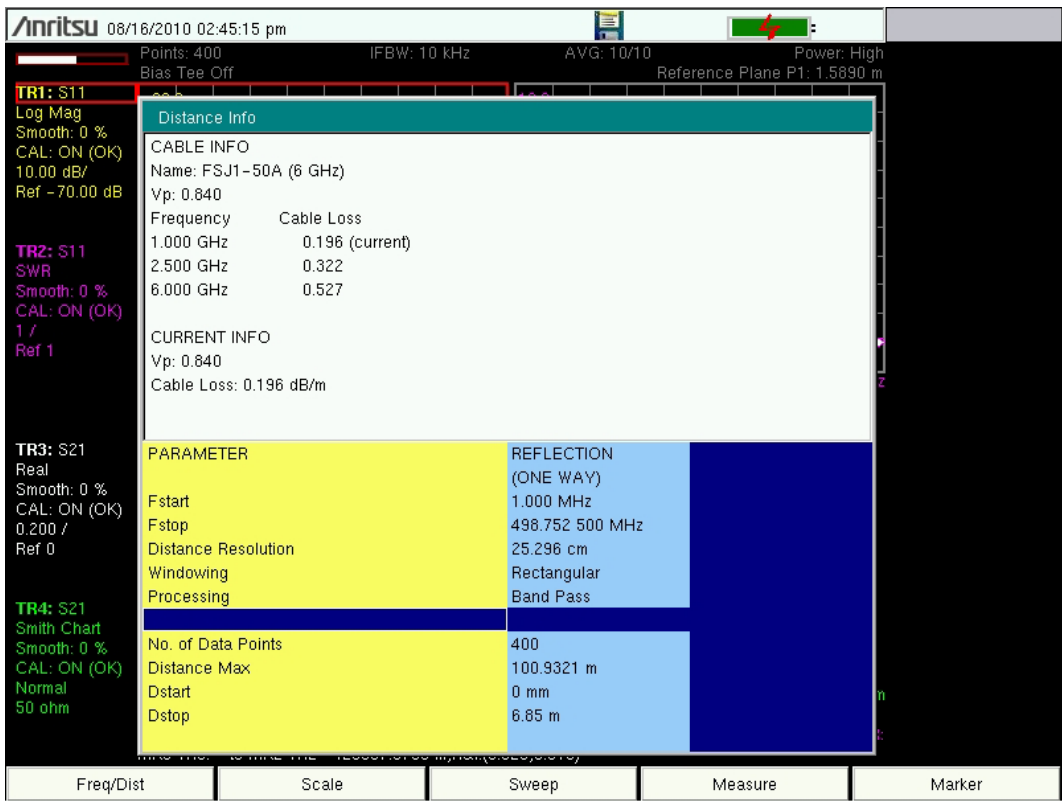 Anritsu 08/16/2010 02:45:15 pm
Points: 400 IFBW: 10 kHz AVG: 10/10 Power: High
Bias Tee Off Reference Plane P1: 1.5890 m
TR1: S11
Log Mag
Smooth: 0 %
CAL: ON (OK)
10.00 dB/
Ref -70.00 dB
TR2: S11
SWR
Smooth: 0 %
CAL: ON (OK)
1 /
Ref 1
TR3: S21
Real
Smooth: 0 %
CAL: ON (OK)
0.200 /
Ref 0
TR4: S21
Smith Chart
Smooth: 0 %
CAL: ON (OK)
Normal
50 ohm
Distance Info
CABLE INFO
Name: FSJ1-50A (6 GHz)
Vp: 0.840
Frequency Cable Loss
1.000 GHz 0.196 (current)
2.500 GHz 0.322
6.000 GHz 0.527
CURRENT INFO
Vp: 0.840
Cable Loss: 0.196 dB/m
PARAMETER REFLECTION
(ONE WAY)
Fstart 1.000 MHz
Fstop 498.752 500 MHz
Distance Resolution 25.296 cm
Windowing Rectangular
Processing Band Pass
No. of Data Points 400
Distance Max 100.9321 m
Dstart 0 mm
Dstop 6.85 m
Freq/Dist Scale Sweep Measure Marker